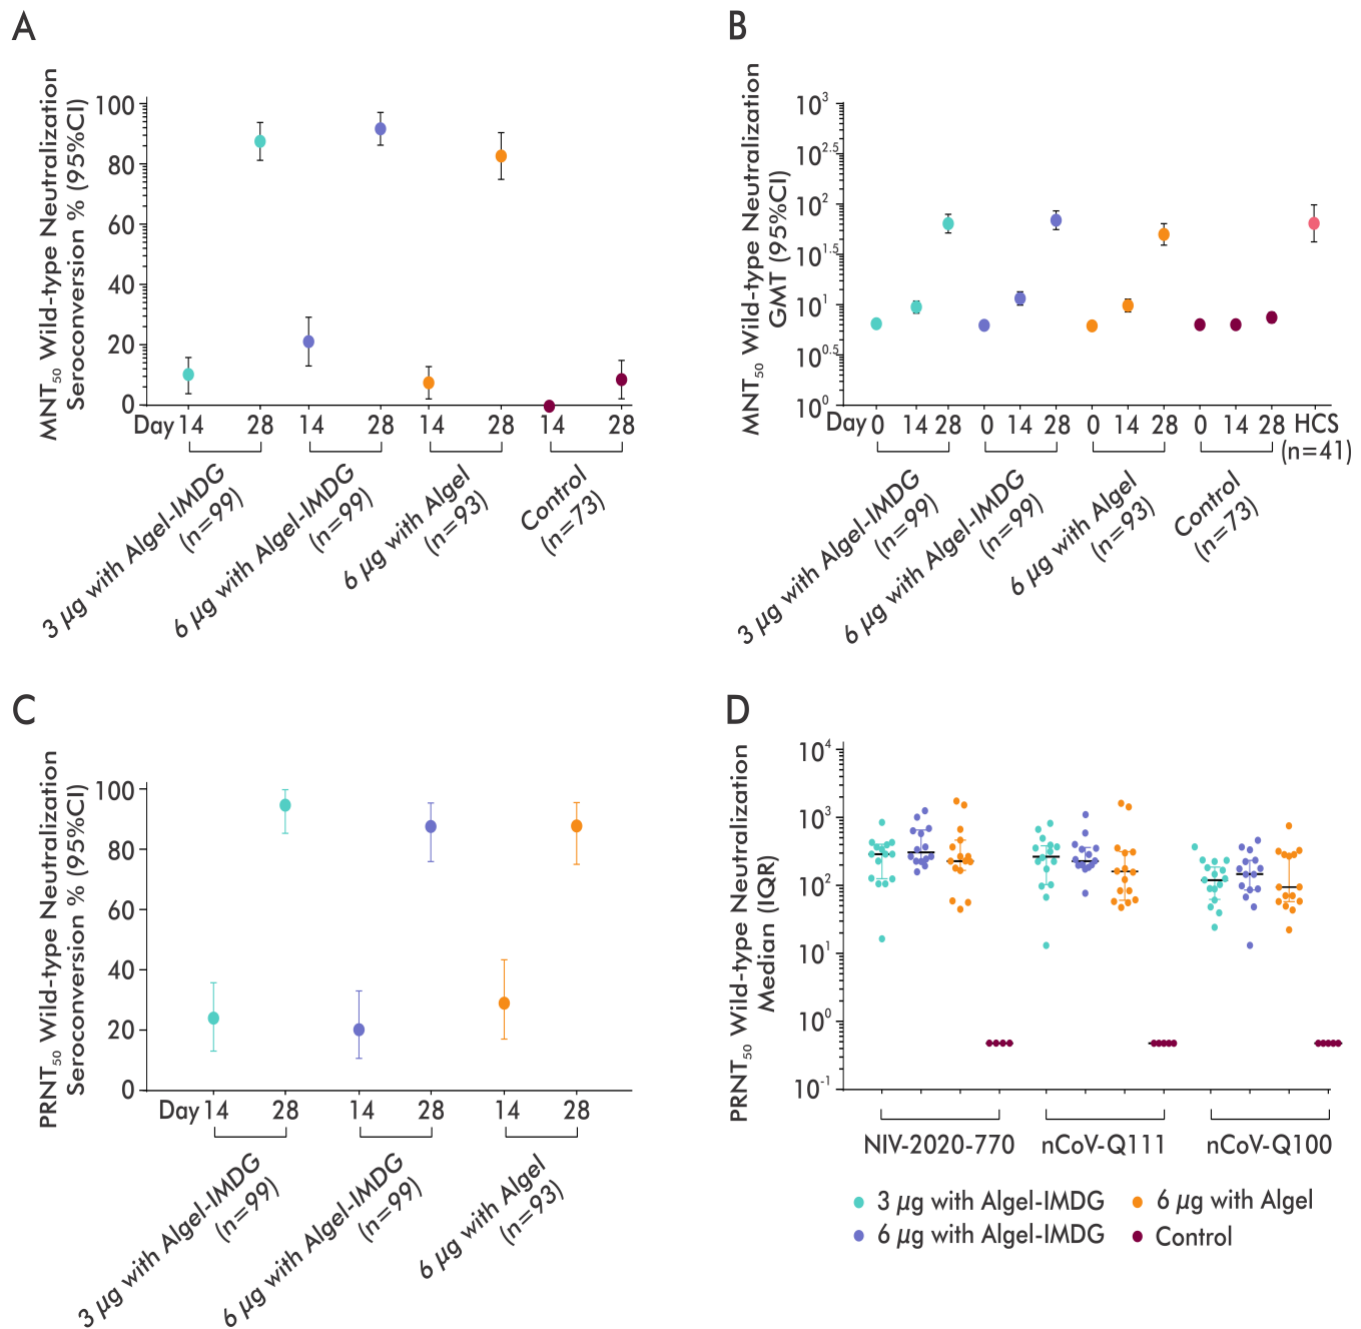 A
MNT50 Wild-type Neutralization
Seroconversion % (95%CI)
100
80
60
40
20
0
Day 14 28 14 28 14 28 14 28
3 µg with Algel-IMDG
(n=99)
6 µg with Algel-IMDG
(n=99)
6 µg with Algel
(n=93)
Control
(n=73)
B
MNT50 Wild-type Neutralization
GMT (95%CI)
10^3
10^2.5
10^2
10^1.5
10^1
10^0.5
10^0
Day 0 14 28 0 14 28 0 14 28 0 14 28 HCS
(n=41)
3 µg with Algel-IMDG
(n=99)
6 µg with Algel-IMDG
(n=99)
6 µg with Algel
(n=93)
Control
(n=73)
C
PRNT50 Wild-type Neutralization
Seroconversion % (95%CI)
100
80
60
40
20
0
Day 14 28 14 28 14 28
3 µg with Algel-IMDG
(n=99)
6 µg with Algel-IMDG
(n=99)
6 µg with Algel
(n=93)
D
PRNT50 Wild-type Neutralization
Median (IQR)
10^4
10^3
10^2
10^1
10^0
10^-1
NIV-2020-770 nCoV-Q111 nCoV-Q100
3 µg with Algel-IMDG 6 µg with Algel
6 µg with Algel-IMDG Control